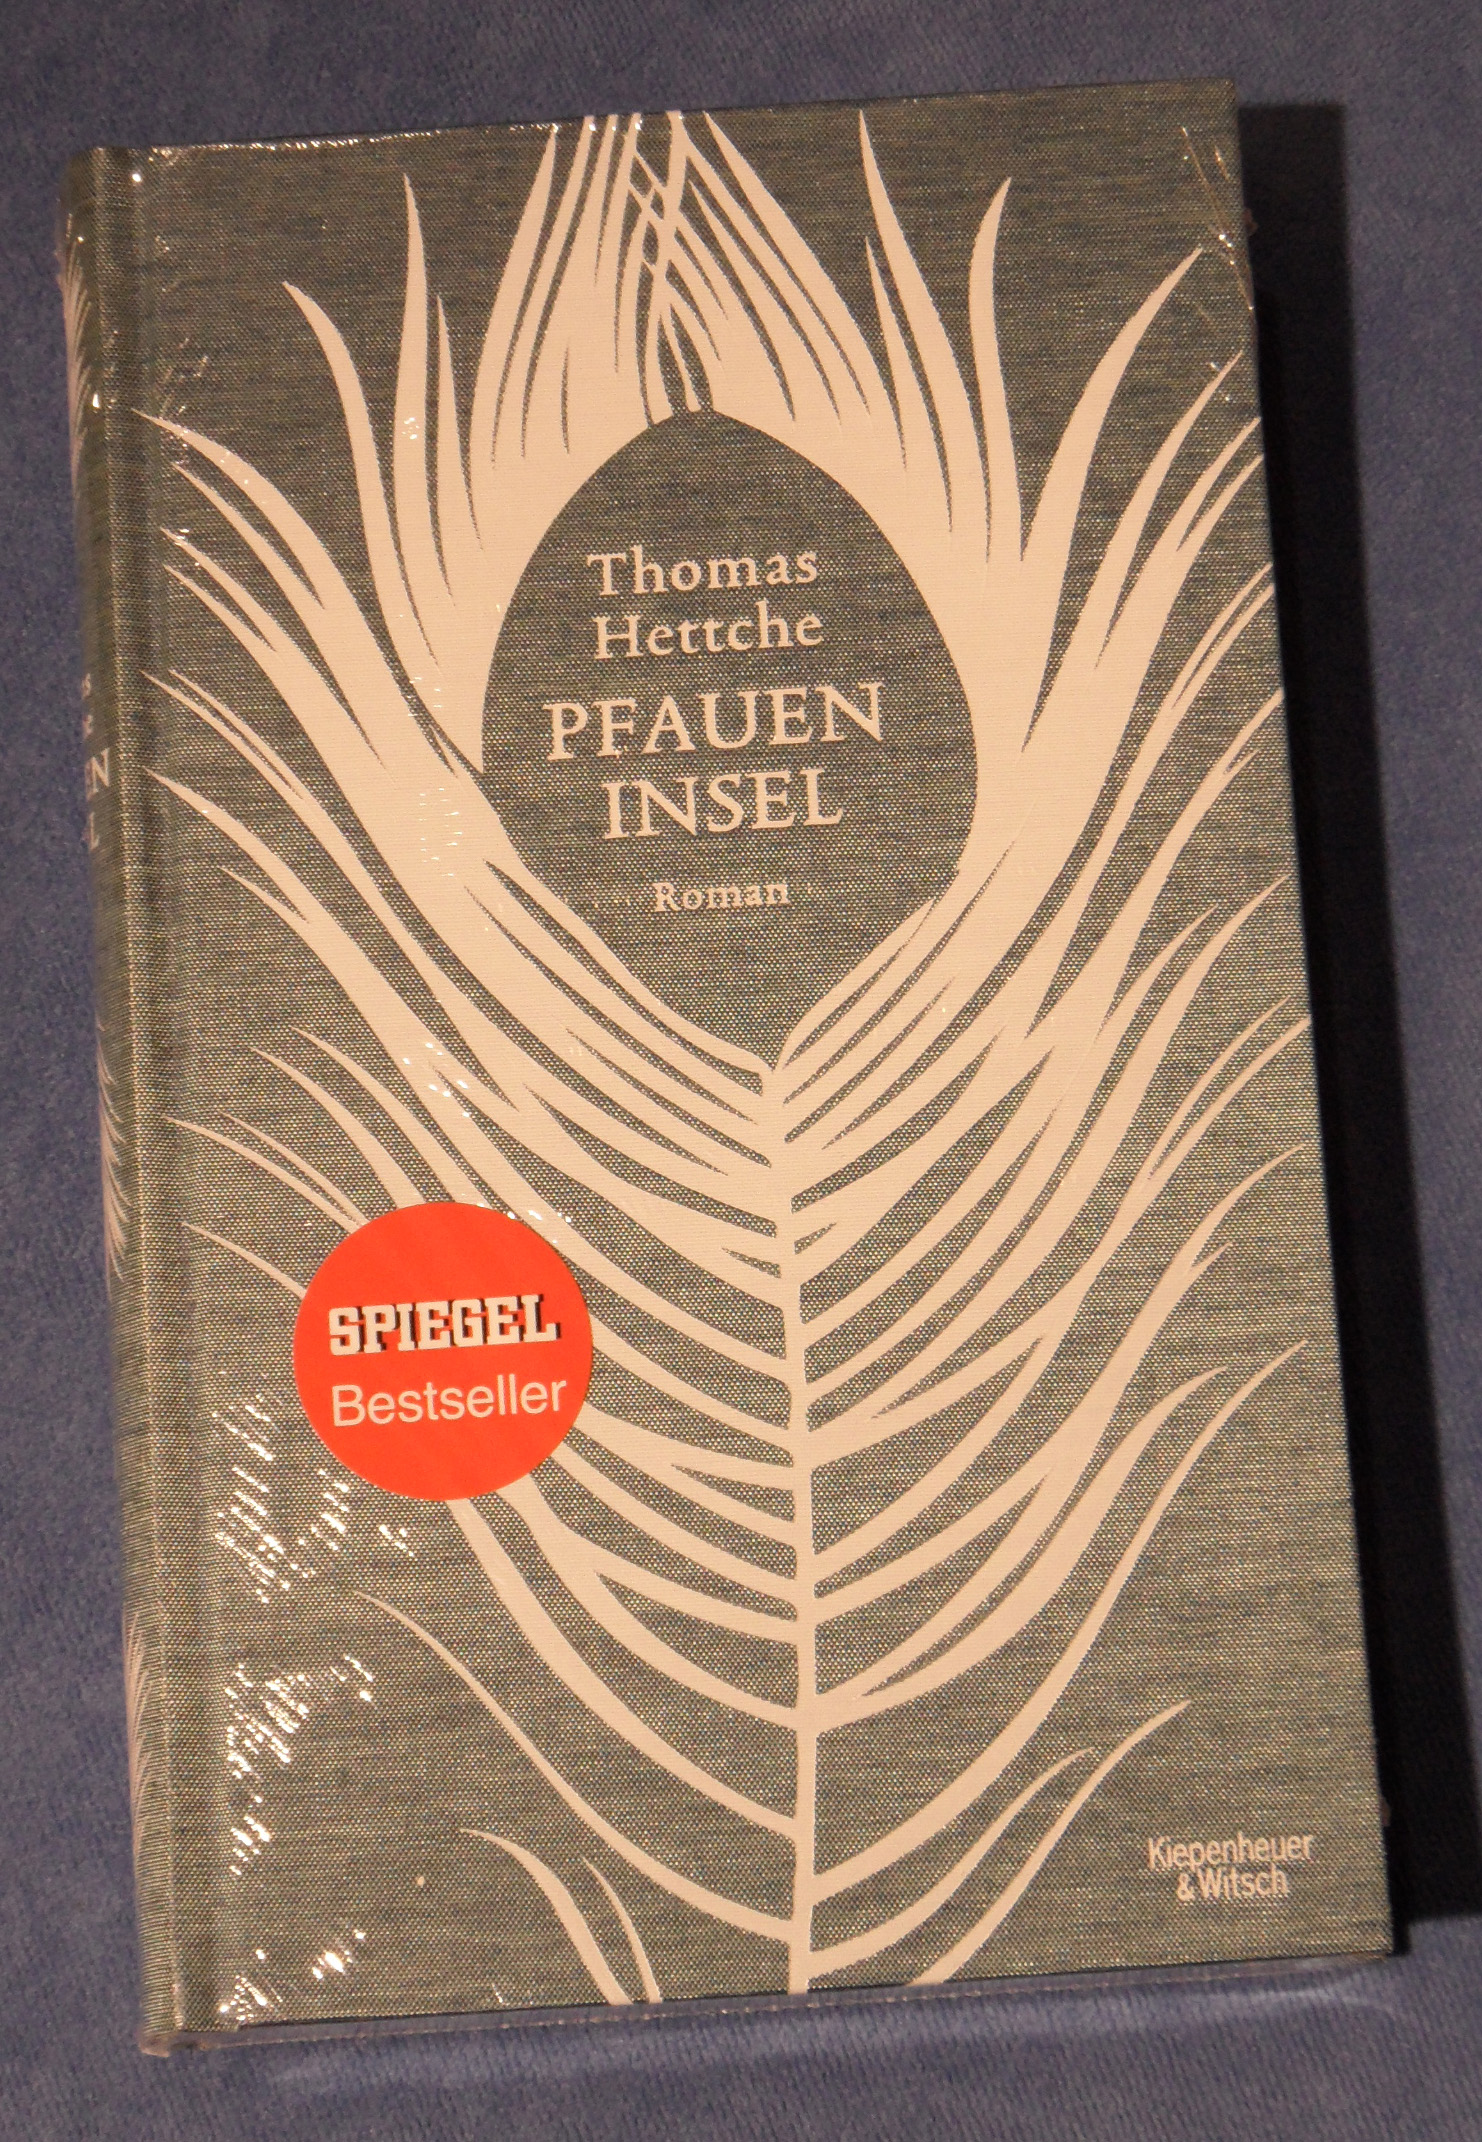 Thomas
Hettche
PFAUEN
INSEL
Roman
SPIEGEL
Bestseller
Kiepenheuer
& Witsch